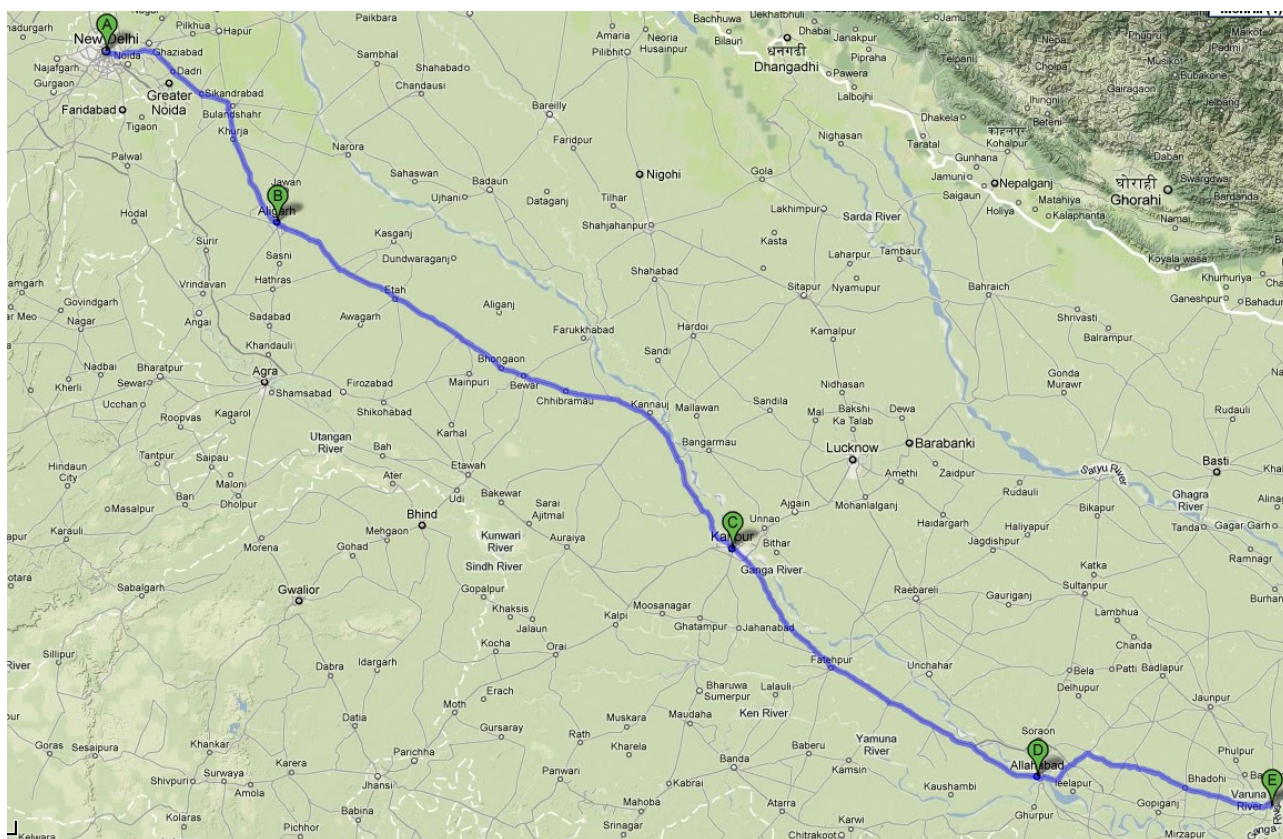 Pilkhua
Hapur
Paikbara
Amaria
Neoria
Bachhuwa
Dekhatbhuli
Dhabi
Janakpur
New Delhi
Ghaziabad
Sambhal
River
Pilibhit
Husainpur
Bilauri
धनगढी
Dhangadhi
Jonapur
Pipraha
Noida
Najafgarh
Dadri
Shahabad
Pawera
Lalbojhi
Gurgaon
Greater
Noida
Sikandrabad
Chandausi
Bareilly
Faridabad
Bulandshahr
Tigaon
Khurja
Faridpur
Nighasan
Dhakela
Taratal
Kohalpur
Palwal
Narora
Sahaswan
Badaun
Nigohi
Gola
Gunhana
Jamuni
Nepalganj
घोराही
Ghorahi
Jawan
Ujhani
Dataganj
Tilhar
Saigaun
Matahiya
Holiya
Kalaphanta
Aligarh
Hodal
Shahjahanpur
Lakhimpur
Sarda River
Surir
Kasganj
Kasta
Sasni
Dundwaraganj
Laharpur
Tambaur
Koyala wasa
Hathras
Shahabad
Vrindavan
Sitapur
Nyamupur
Bahraich
Khurhuriya
Ganeshpur
Govindgarh
Etah
Nagar
Angai
Sadabad
Awagarh
Aliganj
Farukkhabad
Hardoi
Kamalpur
Shrivasti
Balrampur
Khandauli
Sandi
Nadbai
Bharatpur
Agra
Bhongaon
Gonda
Murawr
Kherli
Sewar
Shamsabad
Firozabad
Mainpuri
Bewar
Nidhasan
Ucchan
Shikohabad
Chhibramau
Kannauj
Mallawan
Sandila
Mal
Bakshi
Ka Talab
Dewa
Rudauli
Roopvas
Kagarol
Karhal
Utangan
River
Bangarmau
Lucknow
Barabanki
Hindaun
City
Tantpur
Saipau
Bah
Etawah
Basti
Maloni
Ater
Amethi
Zaidpur
Saryu River
Bari
Dholpur
Udi
Bakewar
Rudauli
Ghagra
River
Masalpur
Sarai
Ajitmal
Ajgain
Monanlalganj
Bikapur
Bhind
Unnao
Haidargarh
Haliyapur
Tanda
Gagar Garh
Karauli
Mehgaon
Kunwari
River
Auraiya
Kanpur
Bithar
Jagdishpur
Ramnagr
Morena
Gohad
Sindh River
Ganga River
Katka
Sabalgarh
Gopalpur
Raebareli
Sultanpur
Gwalior
Khaksis
Moosanagar
Gauriganj
Lambhua
Jalaun
Kalpi
Ghatampur
Jahanabad
Chanda
Sillipur
Kocha
Orai
Fatehpur
Unchahar
Bela
Patti
Badlapur
Dabra
Idargarh
Delhupur
Erach
Bharuwa
Sumerpur
Lalauli
Jaunpur
Moth
Datia
Gursaray
Muskara
Maudaha
Ken River
Soraon
Goras
Sesaipura
Khankar
Rath
Kharela
Yamuna
River
Allahabad
Phulpur
Karera
Parichha
Baberu
Banda
Kamsin
Bhadohi
Shivpuri
Surwaya
Jhansi
Panwari
Kabrai
Kaushambi
Varuna
River
Amola
Babina
Mahoba
Atarra
Ghurpur
Gopiganj
Kolaras
Pichhor
Srinagar
Karwi
Chitrakoot
Mirzapur
A
B
C
D
E